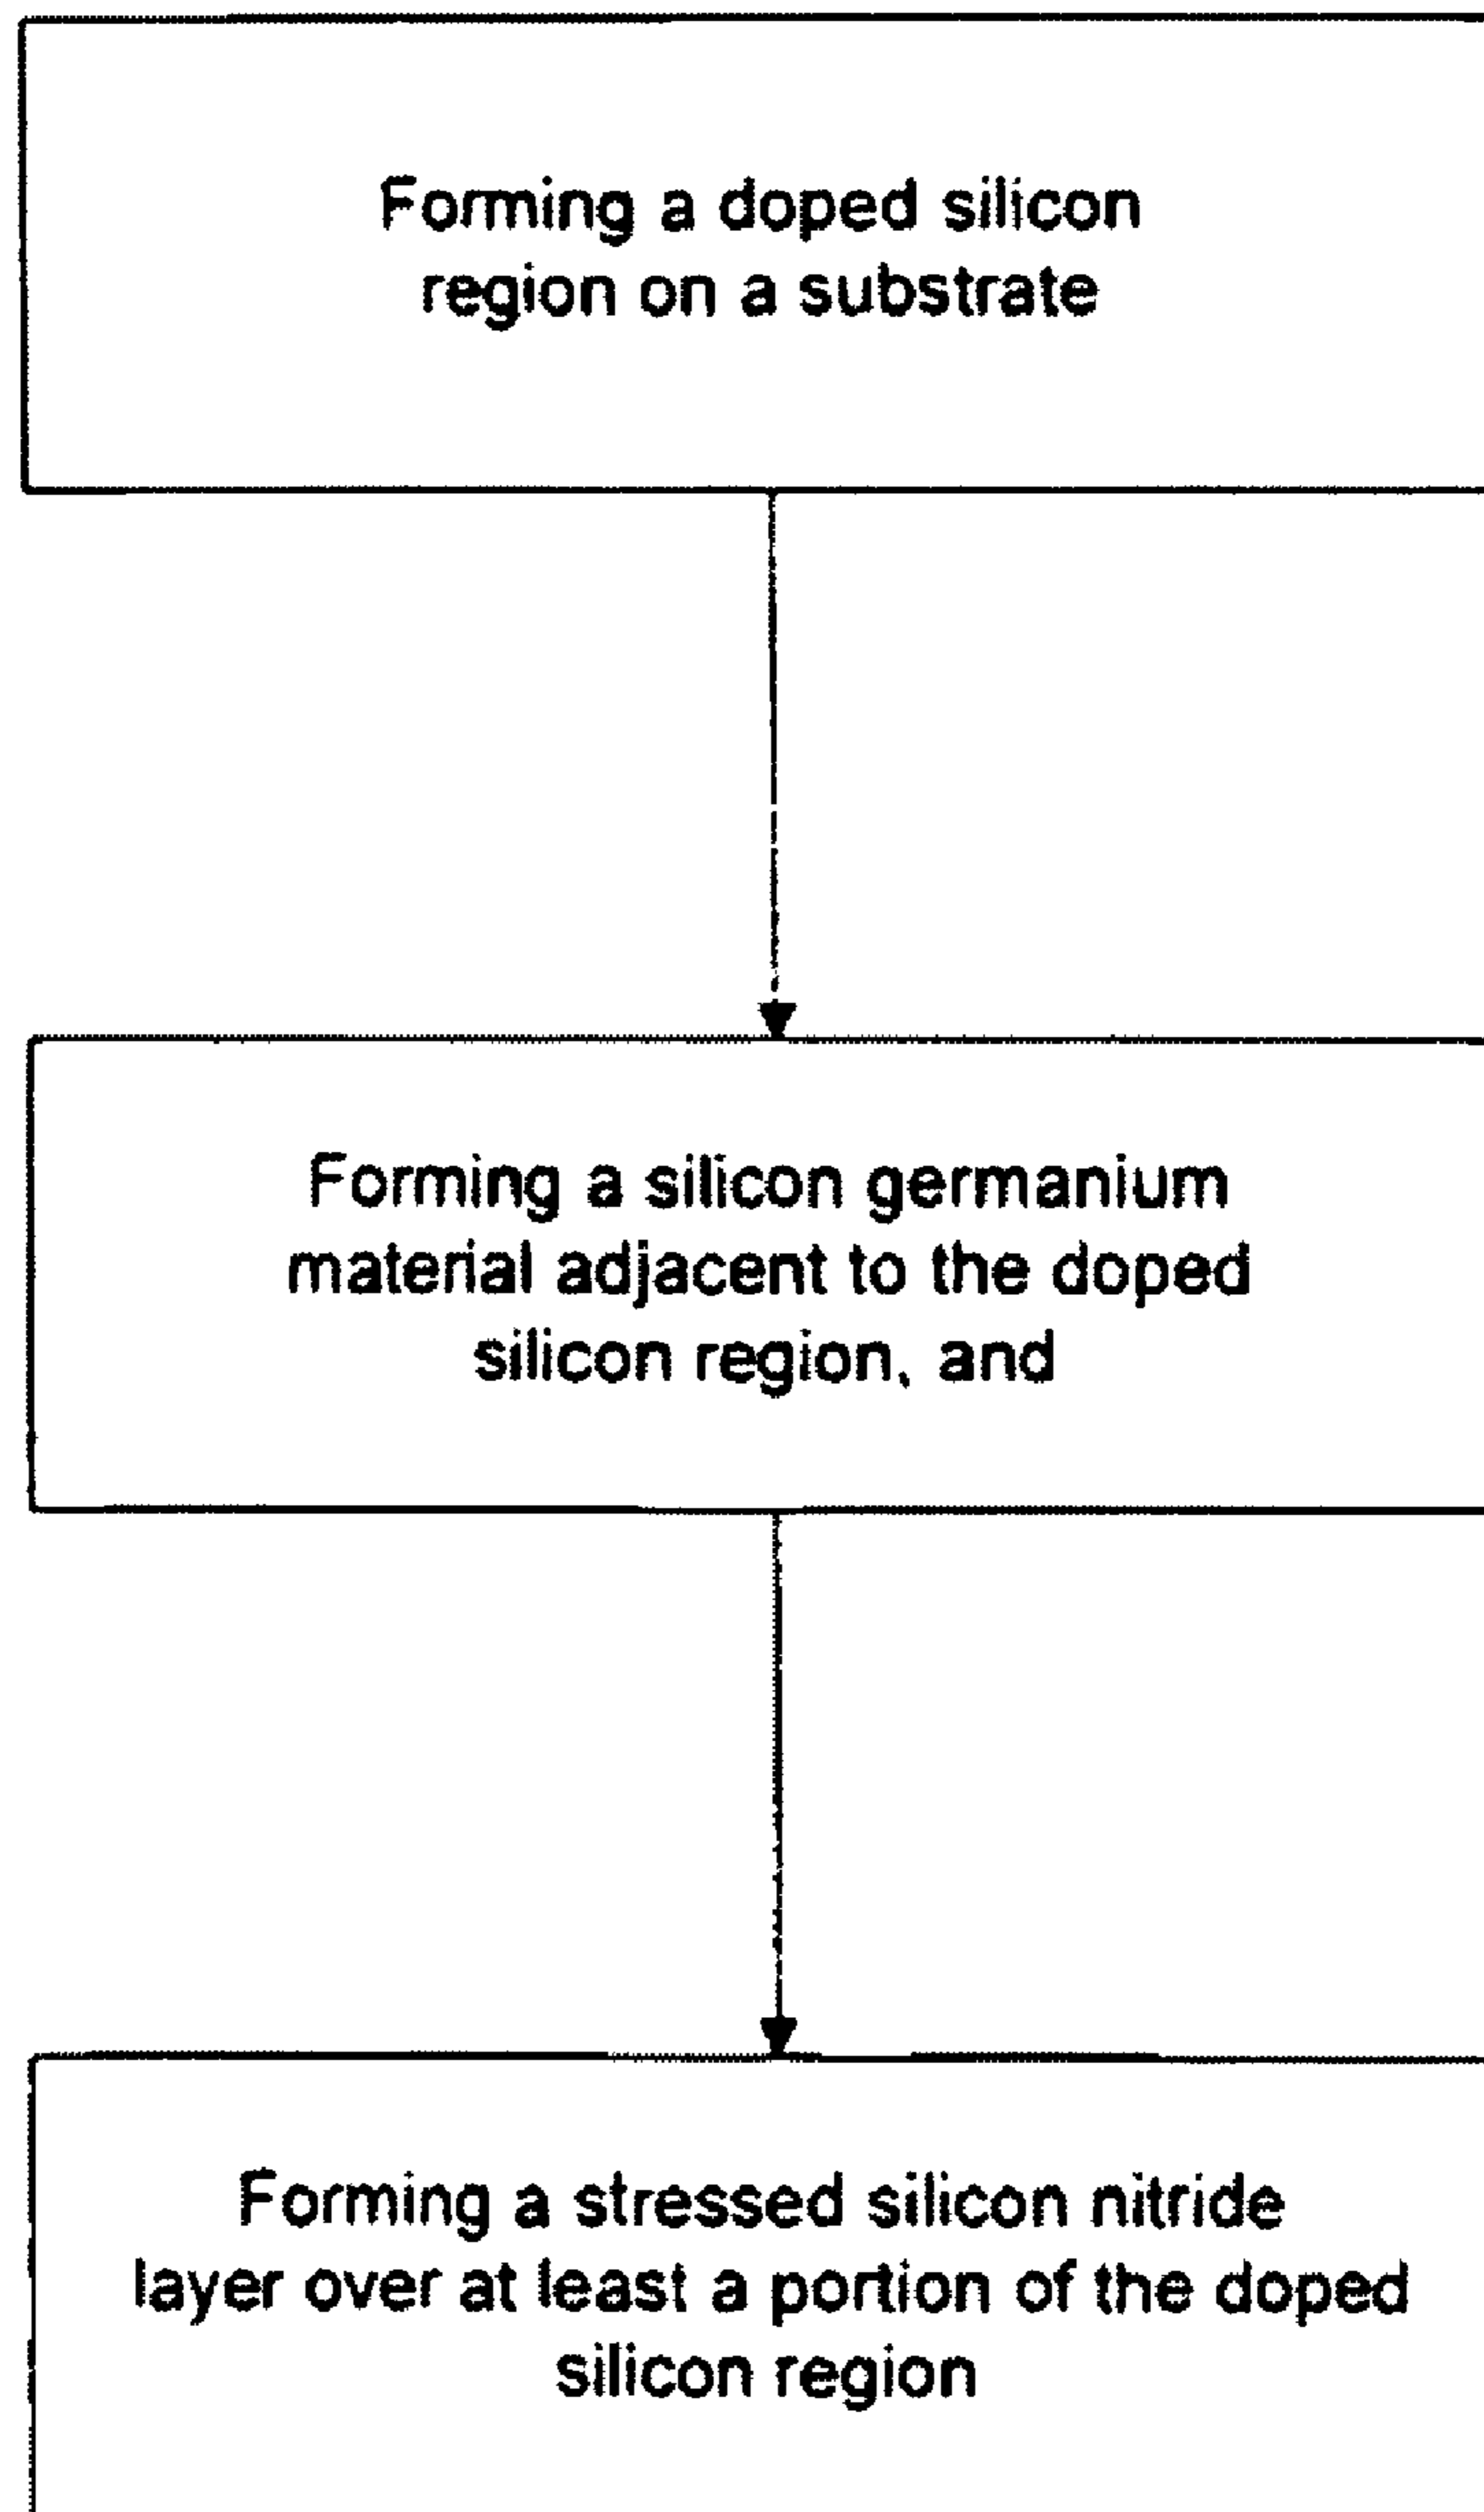 Forming a doped silicon
region on a substrate
Forming a silicon germanium
material adjacent to the doped
silicon region, and
Forming a stressed silicon nitride
layer over at least a portion of the doped
silicon region